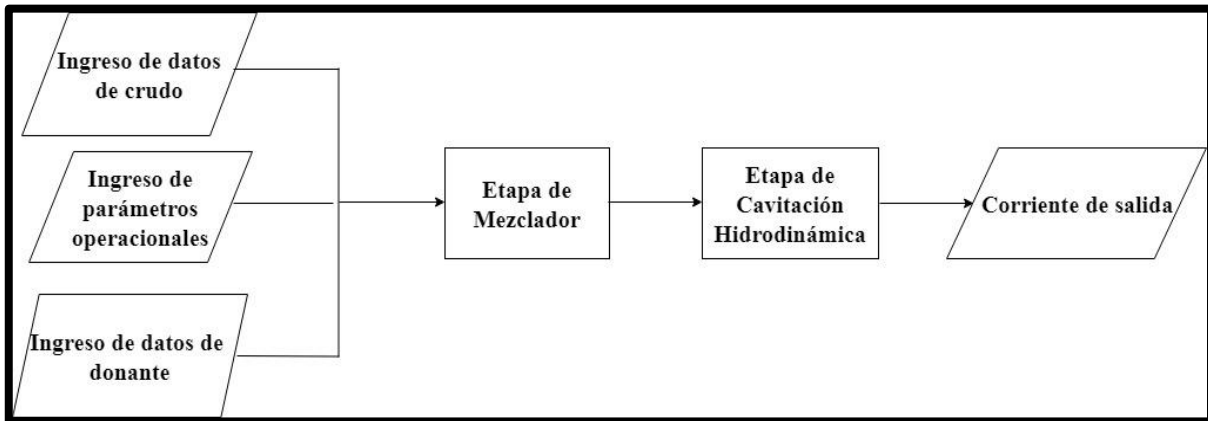 Ingreso de datos
de crudo
Ingreso de
parámetros
operacionales
Ingreso de datos de
donante
Etapa de
Mezclador
Etapa de
Cavitación
Hidrodinámica
Corriente de salida